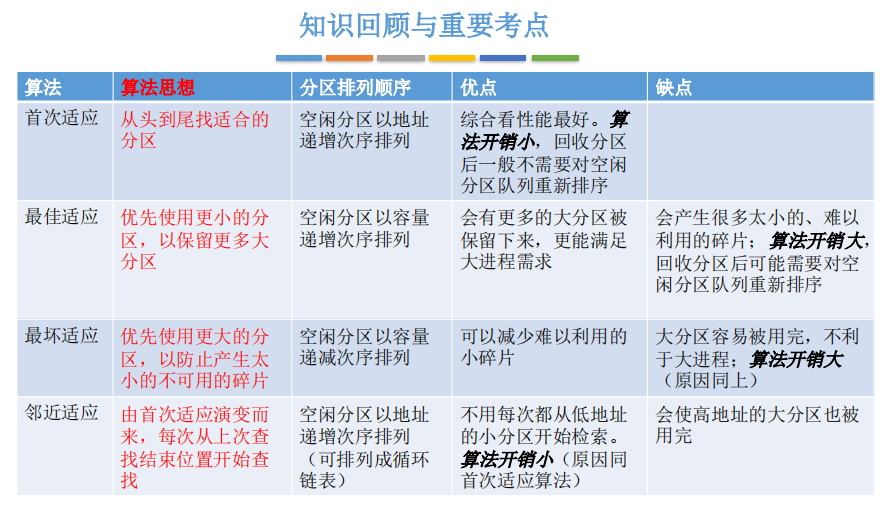 知识回顾与重要考点
算法 算法思想 分区排列顺序 优点 缺点
首次适应
从头到尾找适合的
分区
空闲分区以地址
递增次序排列
综合看性能最好。算
法开销小，回收分区
后一般不需要对空闲
分区队列重新排序
最佳适应
优先使用更小的分
区，以保留更多大
分区
空闲分区以容量
递增次序排列
会有更多的大分区被
保留下来，更能满足
大进程需求
会产生很多太小的、难以
利用的碎片；算法开销大，
回收分区后可能需要对空
闲分区队列重新排序
最坏适应
优先使用更大的分
区，以防止产生太
小的不可用的碎片
空闲分区以容量
递减次序排列
可以减少难以利用的
小碎片
大分区容易被用完，不利
于大进程；算法开销大
（原因同上）
邻近适应
由首次适应演变而
来，每次从上次查
找结束位置开始查
找
空闲分区以地址
递增次序排列
（可排列成循环
链表）
不用每次都从低地址
的小分区开始检索。
算法开销小（原因同
首次适应算法）
会使高地址的大分区也被
用完